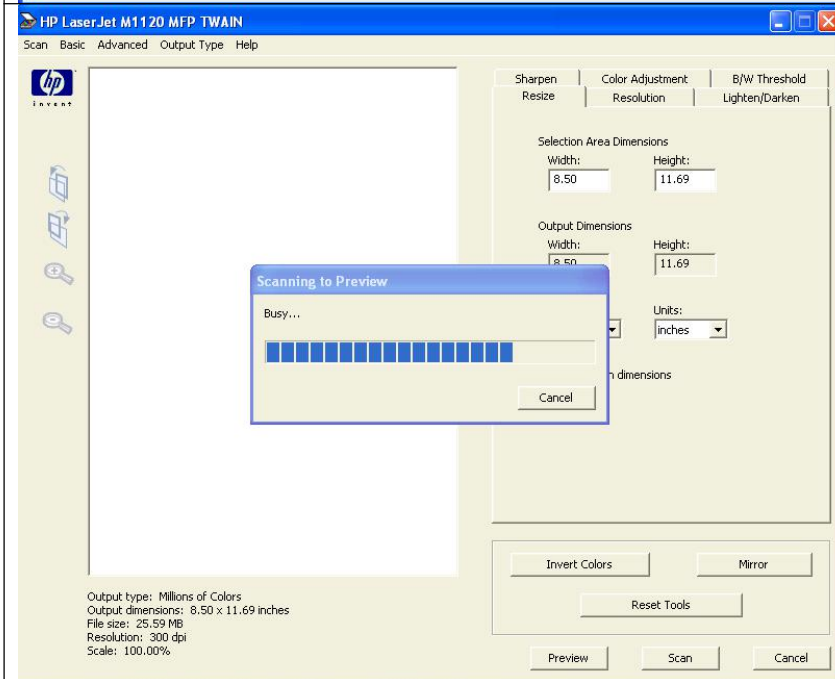 HP LaserJet M1120 MFP TWAIN
Scan Basic Advanced Output Type Help
hp
invent
Sharpen Color Adjustment B/W Threshold
Resize Resolution Lighten/Darken
Selection Area Dimensions
Width: Height:
8.50 11.69
Output Dimensions
Width: Height:
8.50 11.69
Scanning to Preview
Busy...
Units:
inches
n dimensions
Cancel
Invert Colors Mirror
Reset Tools
Output type: Millions of Colors
Output dimensions: 8.50 x 11.69 inches
File size: 25.59 MB
Resolution: 300 dpi
Scale: 100.00%
Preview Scan Cancel